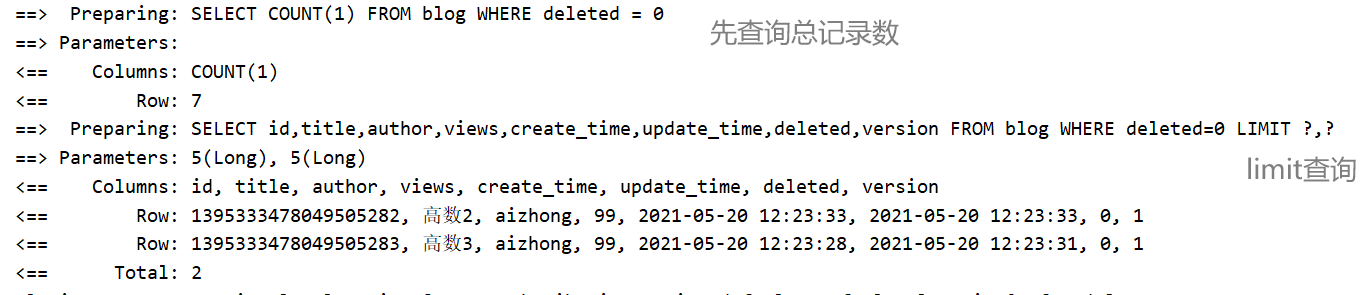 ==>  Preparing: SELECT COUNT(1) FROM blog WHERE deleted = 0
先查询总记录数
==> Parameters:
<==    Columns: COUNT(1)
<==        Row: 7
==>  Preparing: SELECT id,title,author,views,create_time,update_time,deleted,version FROM blog WHERE deleted=0 LIMIT ?,?
==> Parameters: 5(Long), 5(Long)
limit查询
<==    Columns: id, title, author, views, create_time, update_time, deleted, version
<==        Row: 1395333478049505282, 高数2, aizhong, 99, 2021-05-20 12:23:33, 2021-05-20 12:23:33, 0, 1
<==        Row: 1395333478049505283, 高数3, aizhong, 99, 2021-05-20 12:23:28, 2021-05-20 12:23:31, 0, 1
<==      Total: 2